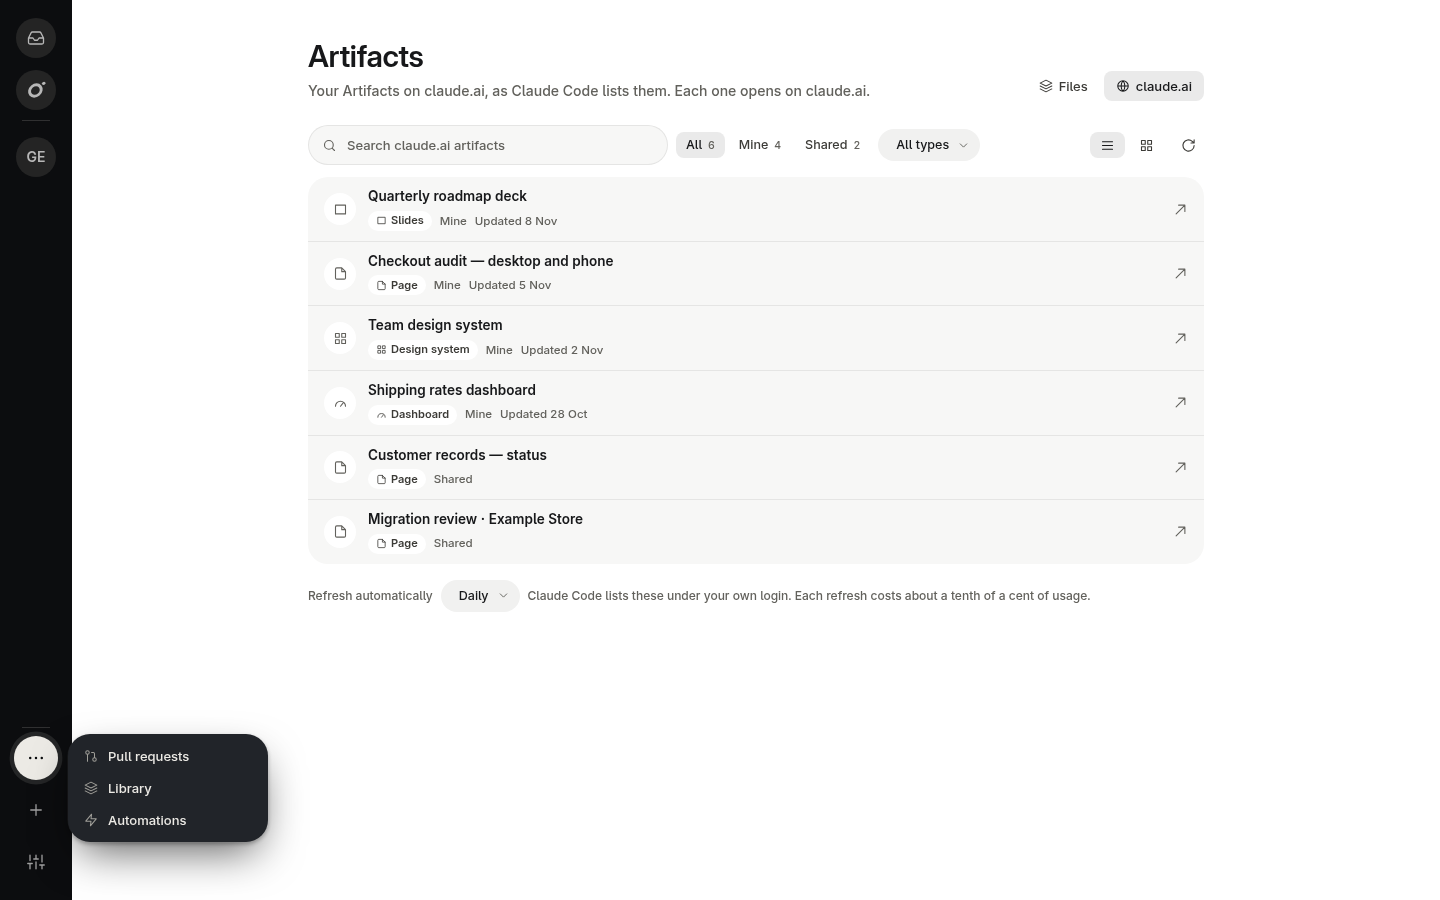 Artifacts
Your Artifacts on claude.ai, as Claude Code lists them. Each one opens on claude.ai.
Files
claude.ai
Search claude.ai artifacts
All 6
Mine 4
Shared 2
All types
GE
Quarterly roadmap deck
Slides Mine Updated 8 Nov
Checkout audit — desktop and phone
Page Mine Updated 5 Nov
Team design system
Design system Mine Updated 2 Nov
Shipping rates dashboard
Dashboard Mine Updated 28 Oct
Customer records — status
Page Shared
Migration review · Example Store
Page Shared
Refresh automatically Daily Claude Code lists these under your own login. Each refresh costs about a tenth of a cent of usage.
Pull requests
Library
Automations